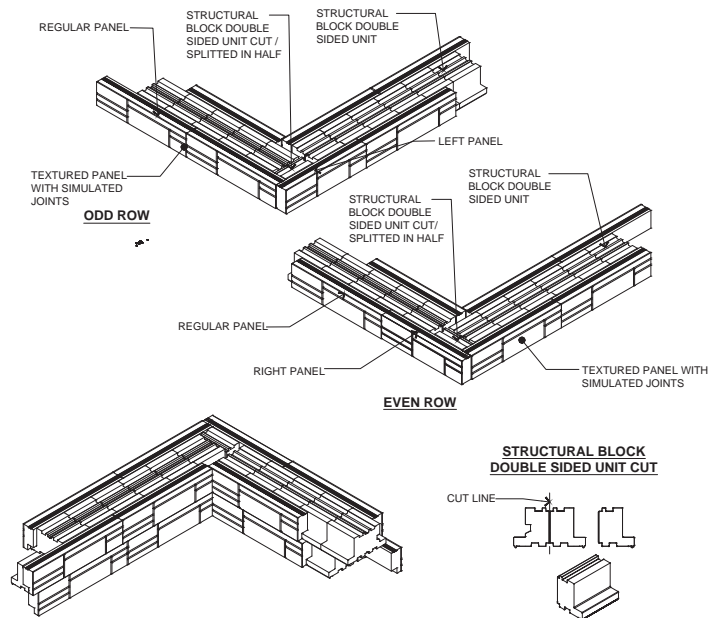 REGULAR PANEL
STRUCTURAL
BLOCK DOUBLE
SIDED UNIT CUT /
SPLITTED IN HALF
STRUCTURAL
BLOCK DOUBLE
SIDED UNIT
LEFT PANEL
TEXTURED PANEL
WITH SIMULATED
JOINTS
ODD ROW
STRUCTURAL
BLOCK DOUBLE
SIDED UNIT CUT/
SPLITTED IN HALF
STRUCTURAL
BLOCK DOUBLE
SIDED UNIT
REGULAR PANEL
RIGHT PANEL
TEXTURED PANEL WITH
SIMULATED JOINTS
EVEN ROW
STRUCTURAL BLOCK
DOUBLE SIDED UNIT CUT
CUT LINE